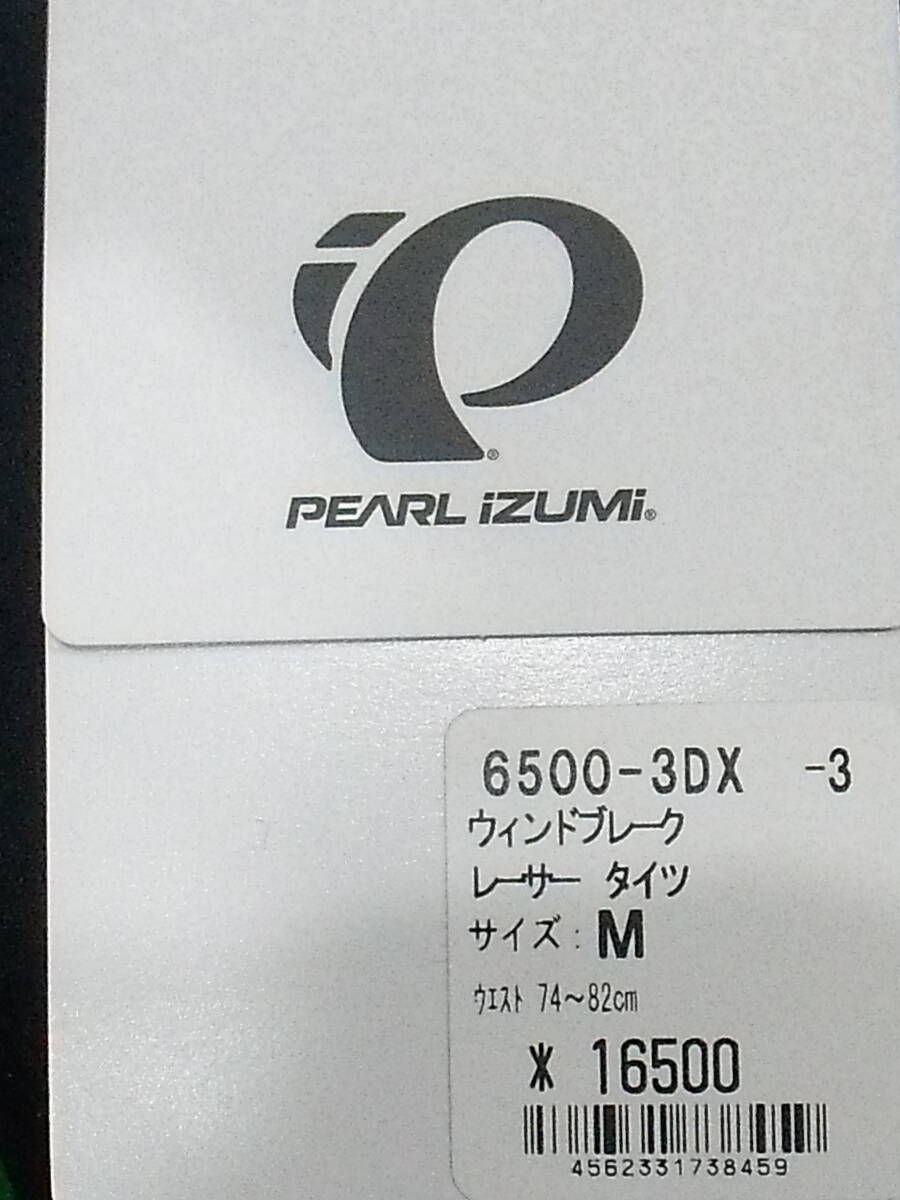 PEARL iZUMi®
6500-3DX -3
ウィンドブレーク
レーサー タイツ
サイズ: M
ウエスト 74～82cm
¥ 16500
4562331738459